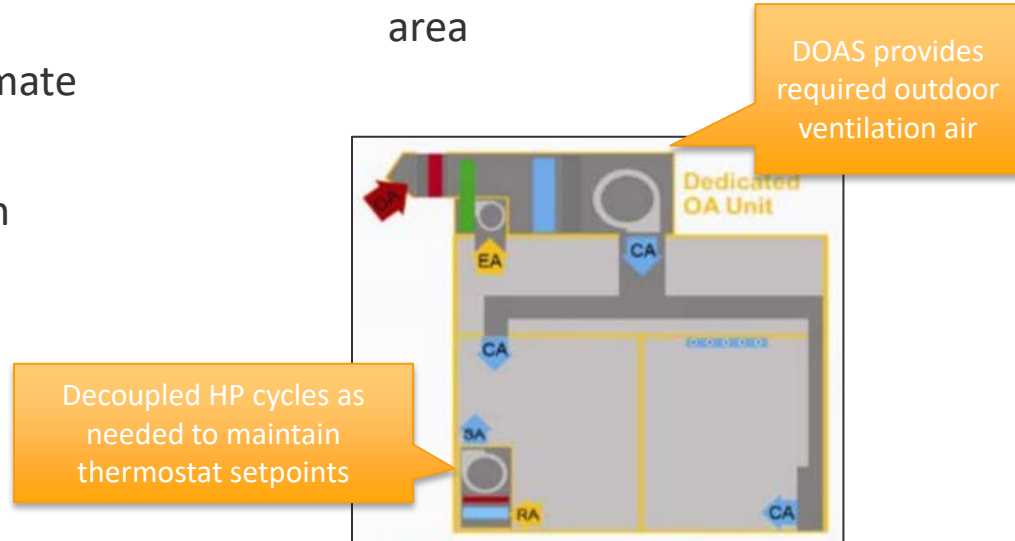 area
mate
n
DOAS provides
required outdoor
ventilation air
Dedicated
OA Unit
OA
EA
CA
CA
Decoupled HP cycles as
needed to maintain
thermostat setpoints
SA
RA
CA